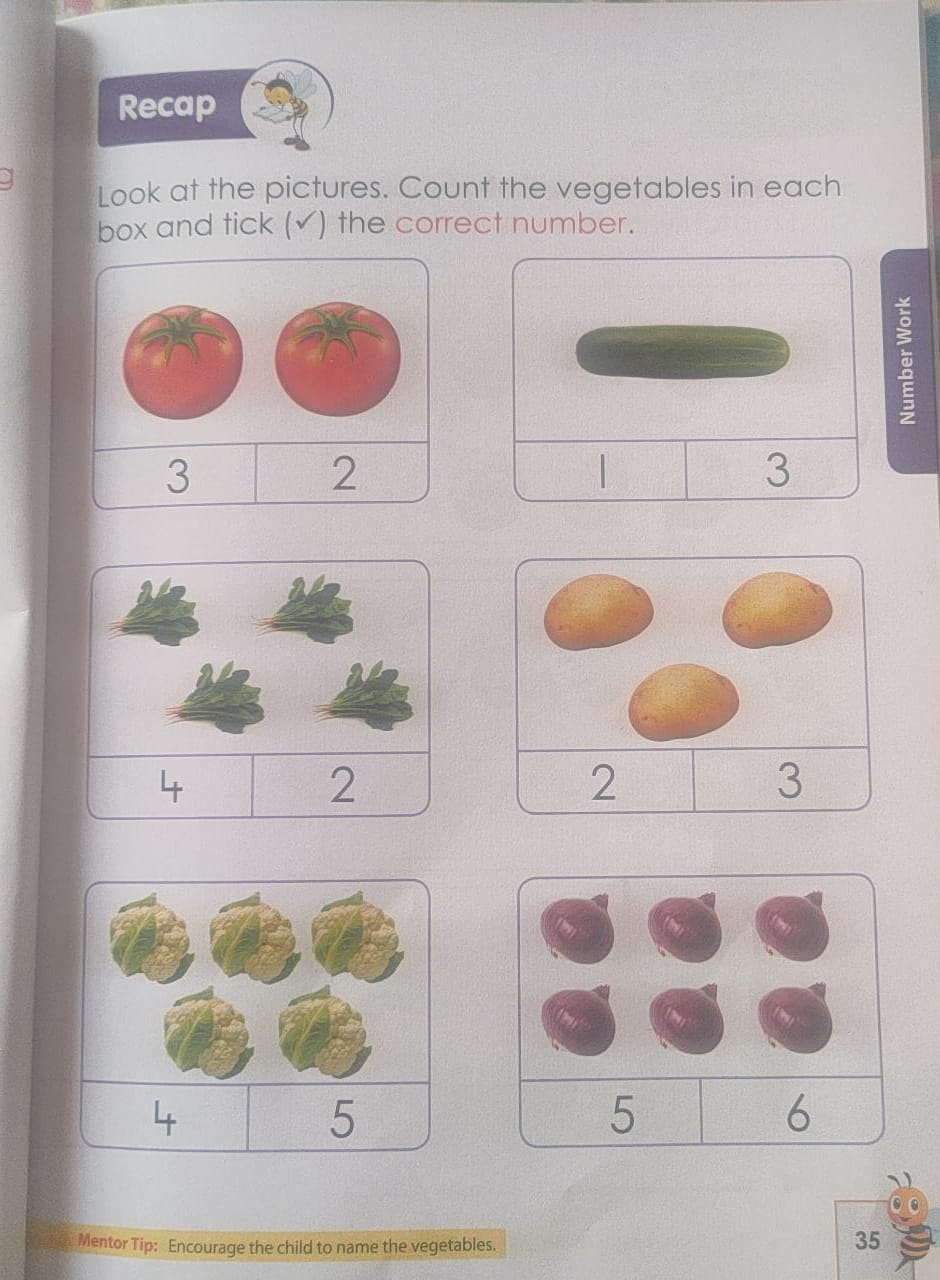 Recap
g
Look at the pictures. Count the vegetables in each
box and tick (✓) the correct number.
Number Work
3 2
1 3
4 2
2 3
4 5
5 6
Mentor Tip: Encourage the child to name the vegetables.
35